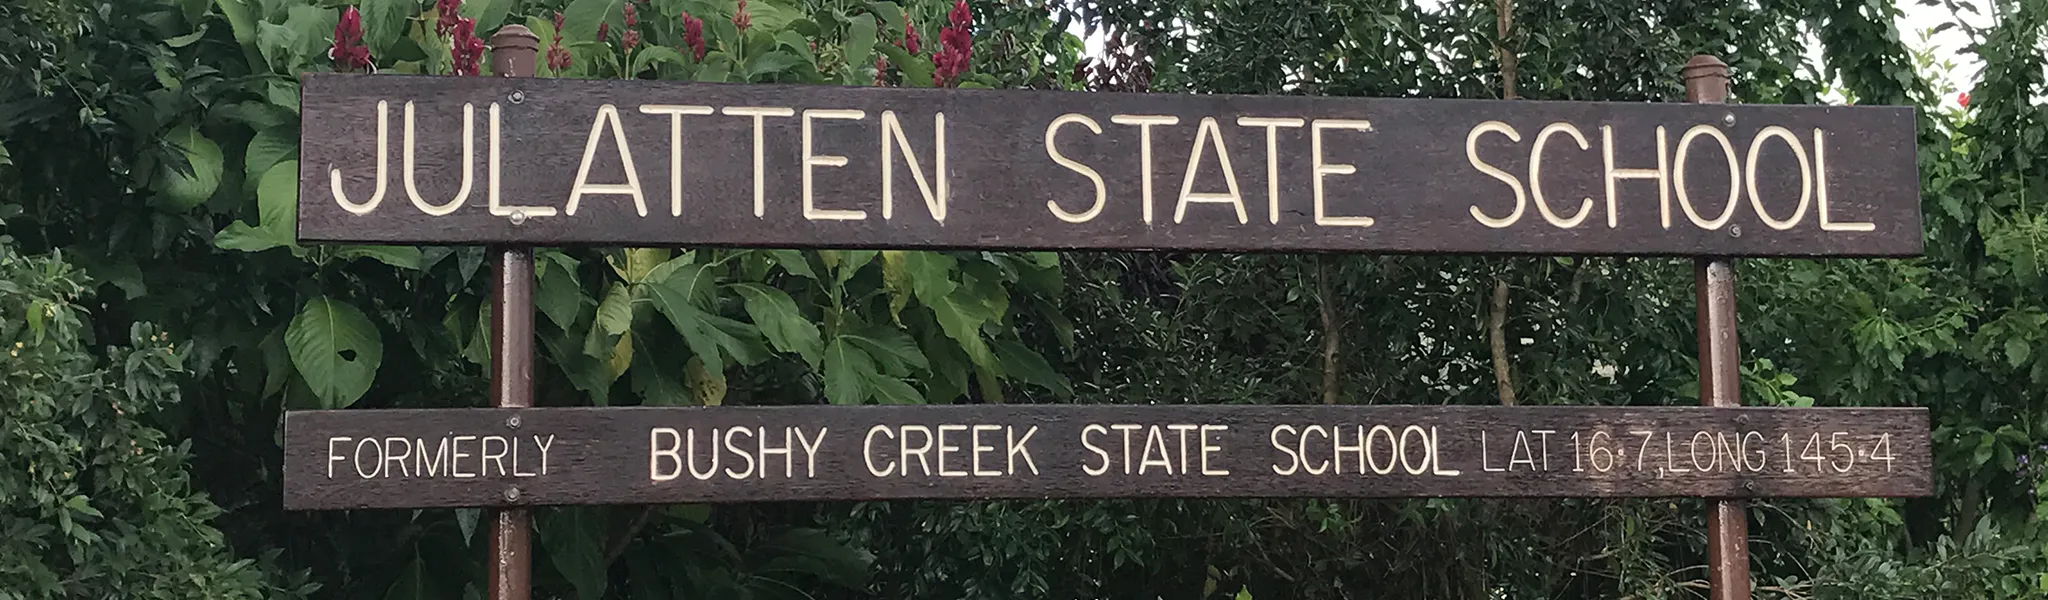 JULATTEN STATE SCHOOL
FORMERLY BUSHY CREEK STATE SCHOOL LAT 16·7, LONG 145·4